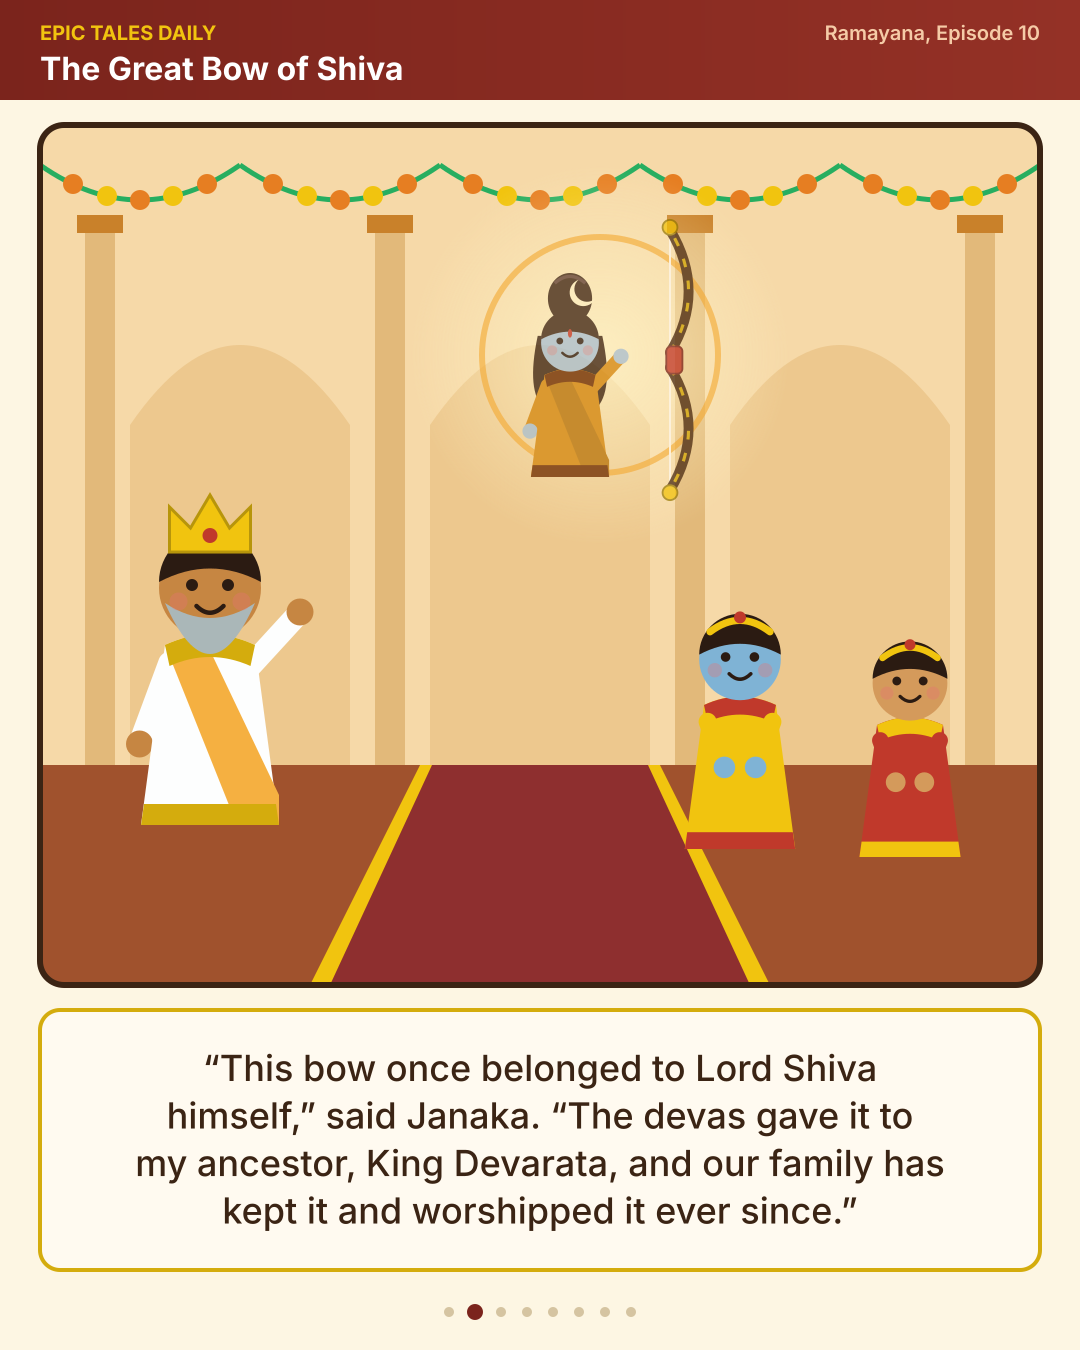 EPIC TALES DAILY
Ramayana, Episode 10
The Great Bow of Shiva
“This bow once belonged to Lord Shiva
himself,” said Janaka. “The devas gave it to
my ancestor, King Devarata, and our family has
kept it and worshipped it ever since.”